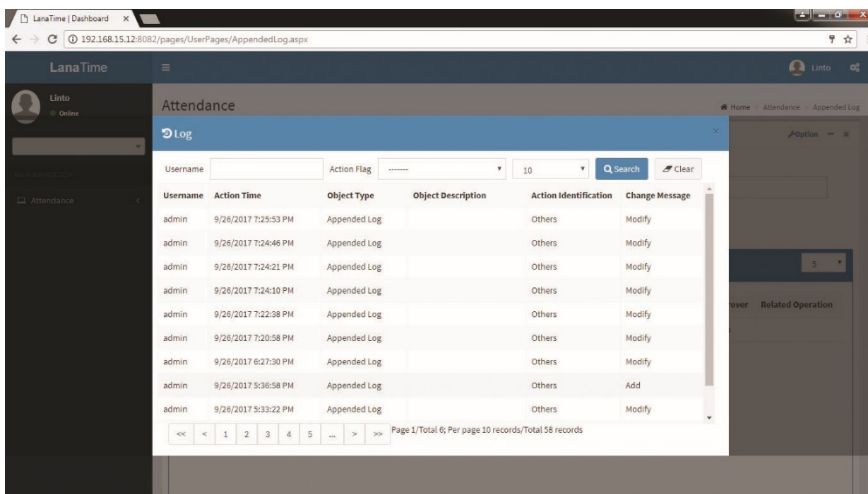 LanaTime | Dashboard
192.168.15.12:8082/pages/UserPages/AppendedLog.aspx
LanaTime
Linto
Linto
Online
Attendance
Home
Attendance
Appended Log
Log
Option
Username
Action Flag
-------
10
Search
Clear
Attendance
Username Action Time Object Type Object Description Action Identification Change Message
admin 9/26/2017 7:25:53 PM Appended Log Others Modify
admin 9/26/2017 7:24:46 PM Appended Log Others Modify
admin 9/26/2017 7:24:21 PM Appended Log Others Modify
5
admin 9/26/2017 7:24:10 PM Appended Log Others Modify
Related Operation
admin 9/26/2017 7:22:38 PM Appended Log Others Modify
admin 9/26/2017 7:20:58 PM Appended Log Others Modify
admin 9/26/2017 6:27:30 PM Appended Log Others Modify
admin 9/26/2017 5:36:58 PM Appended Log Others Add
admin 9/26/2017 5:33:22 PM Appended Log Others Modify
<< < 1 2 3 4 5 ... > >> Page 1/Total 6; Per page 10 records/Total 58 records